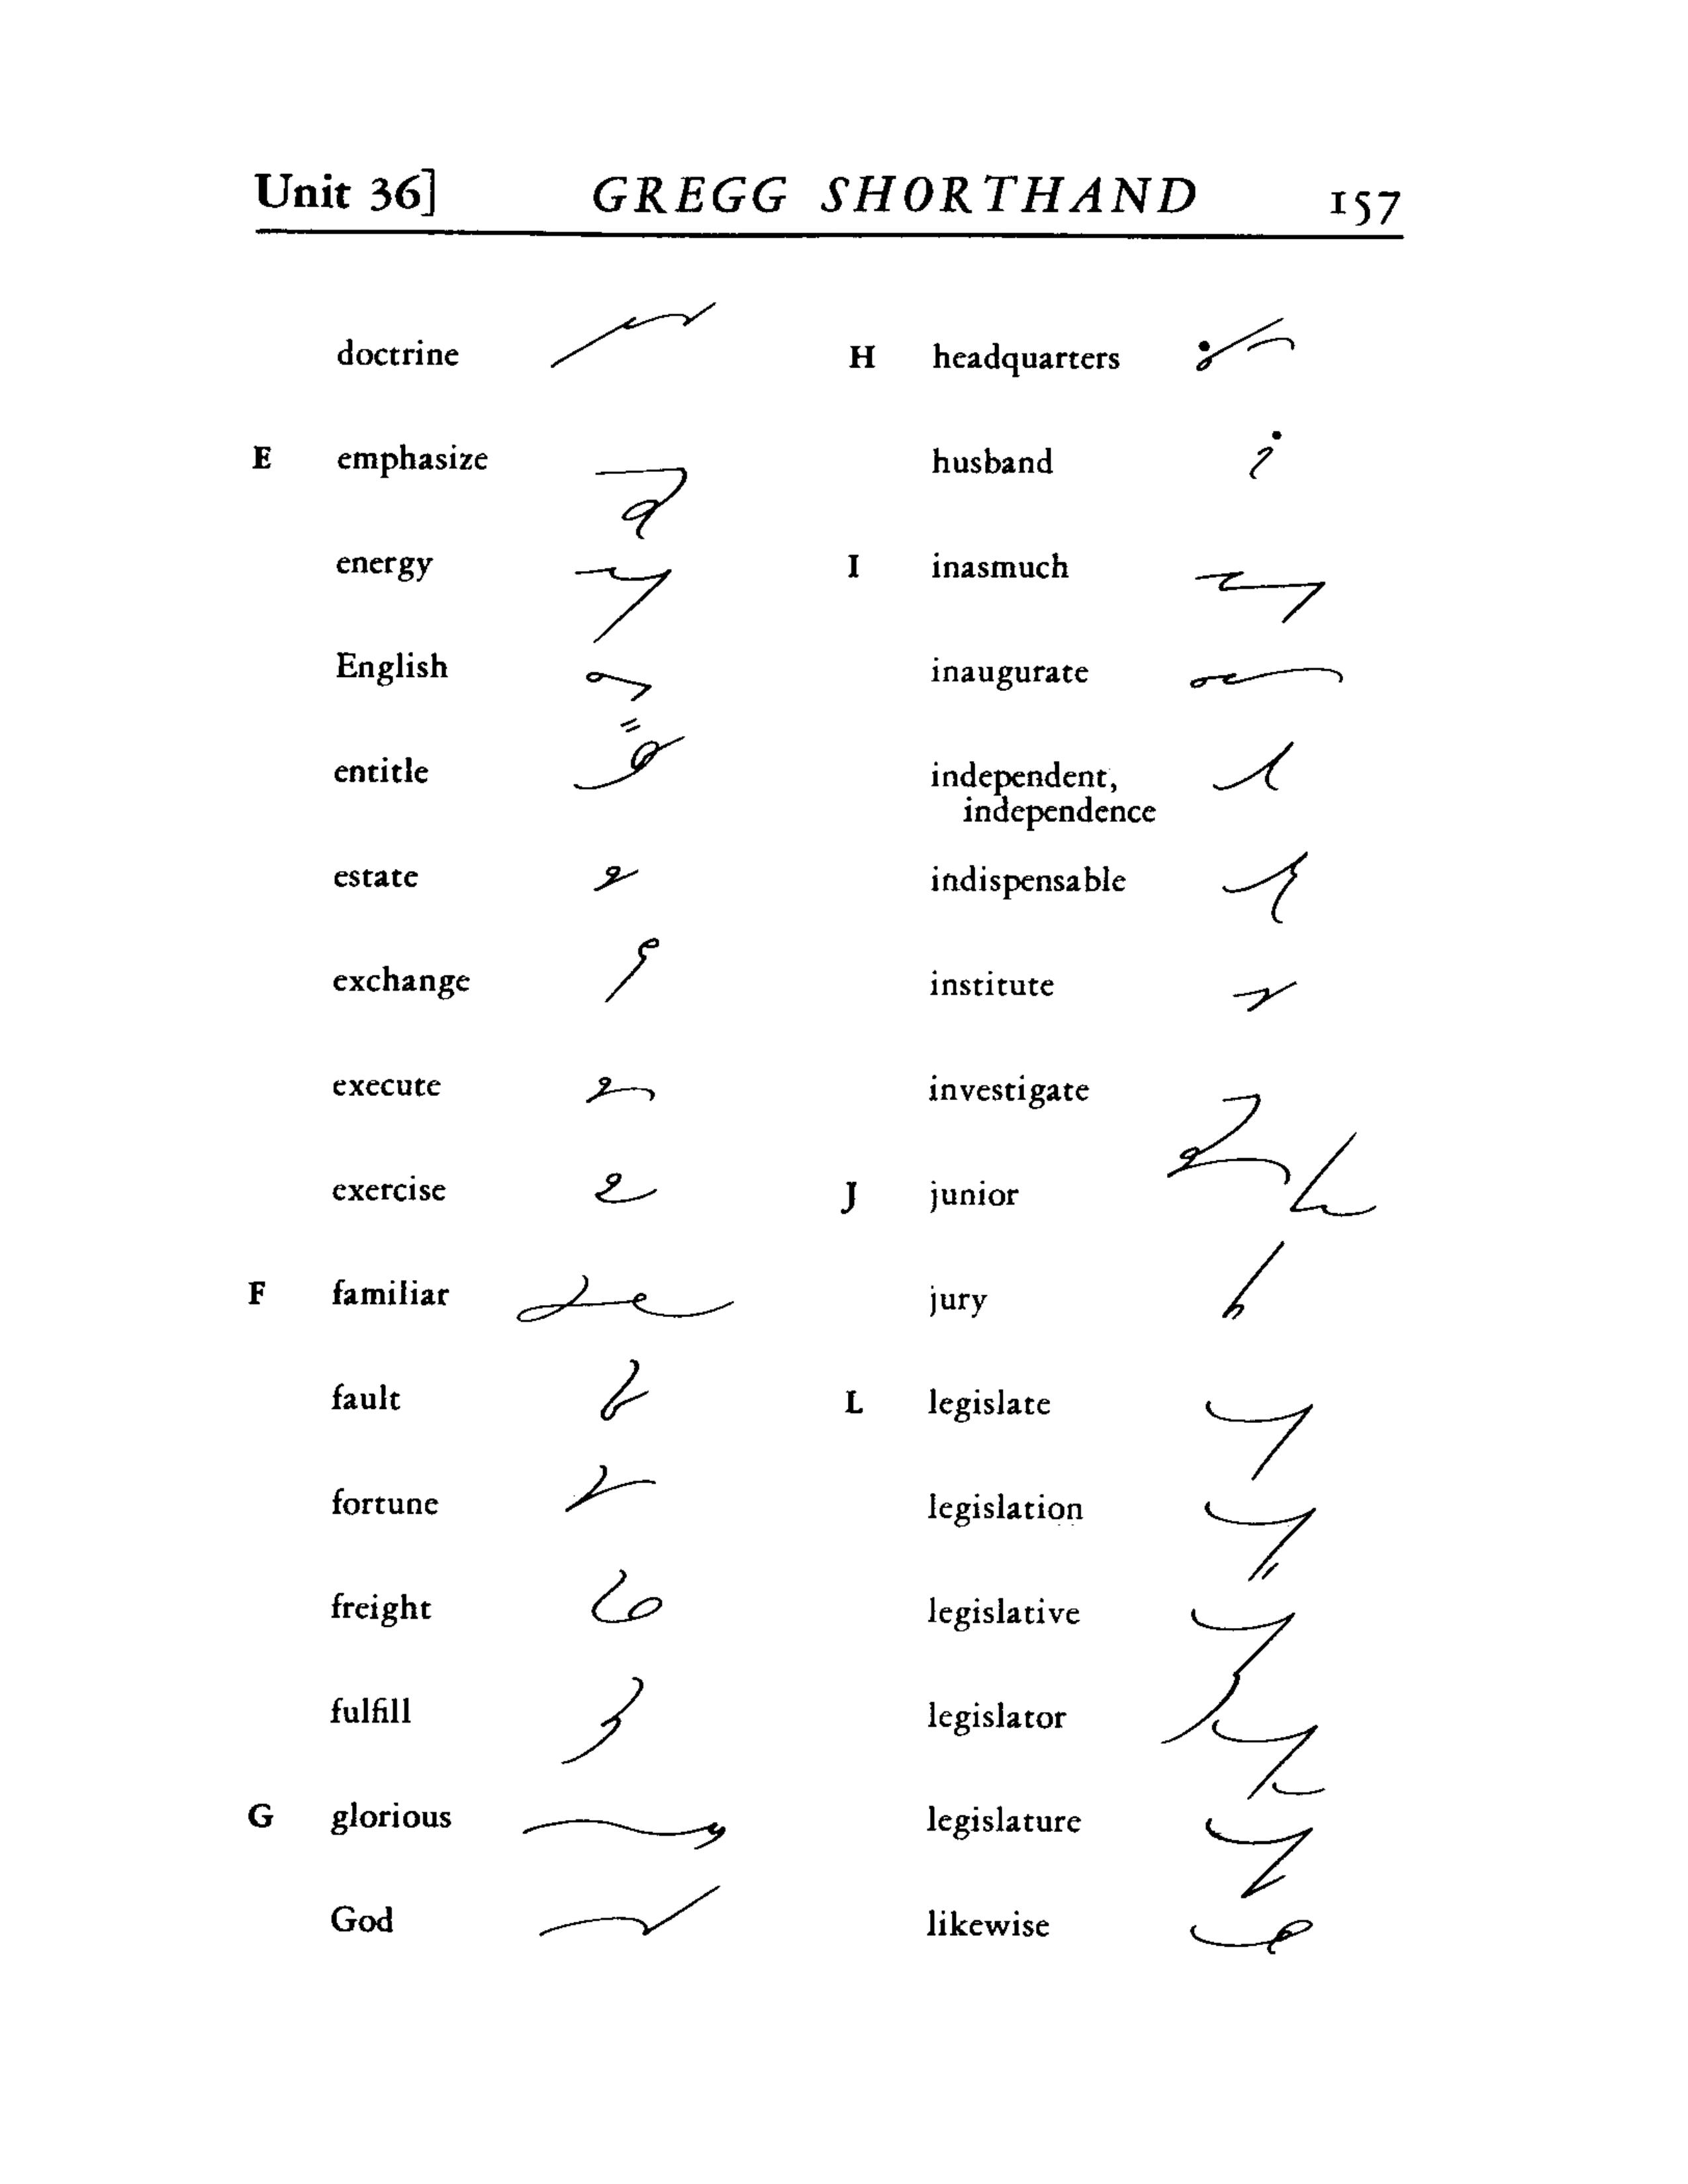 Unit 36] GREGG SHORTHAND 157
doctrine
E emphasize
energy
English
entitle
estate
exchange
execute
exercise
F familiar
fault
fortune
freight
fulfill
G glorious
God
H headquarters
husband
I inasmuch
inaugurate
independent,
independence
indispensable
institute
investigate
J junior
jury
L legislate
legislation
legislative
legislator
legislature
likewise